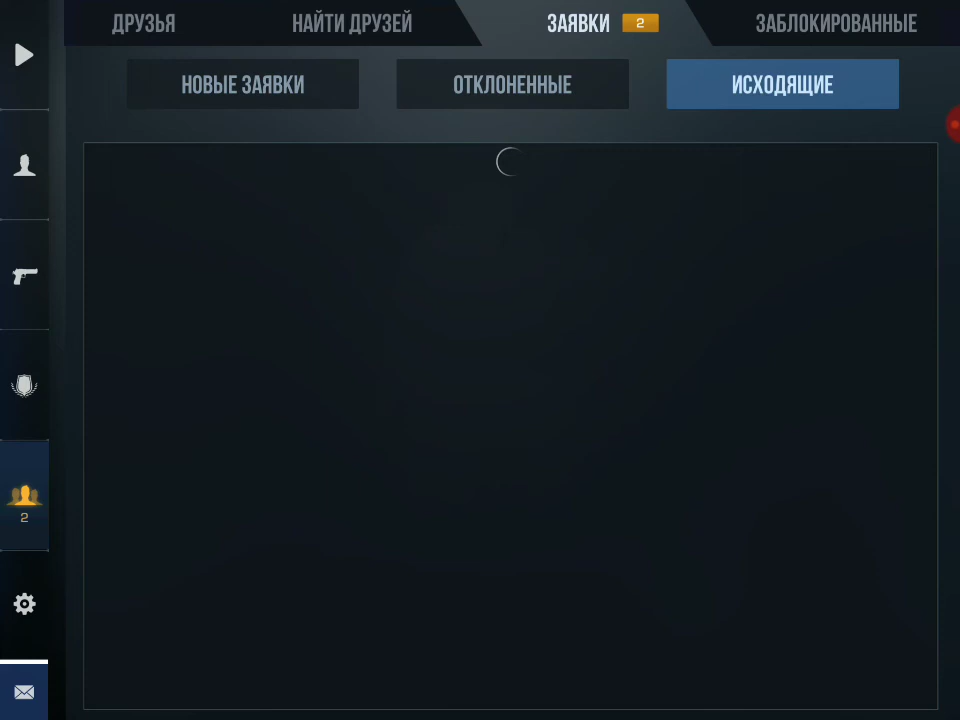 ДРУЗЬЯ
НАЙТИ ДРУЗЕЙ
ЗАЯВКИ 2
ЗАБЛОКИРОВАННЫЕ
НОВЫЕ ЗАЯВКИ
ОТКЛОНЕННЫЕ
ИСХОДЯЩИЕ
2